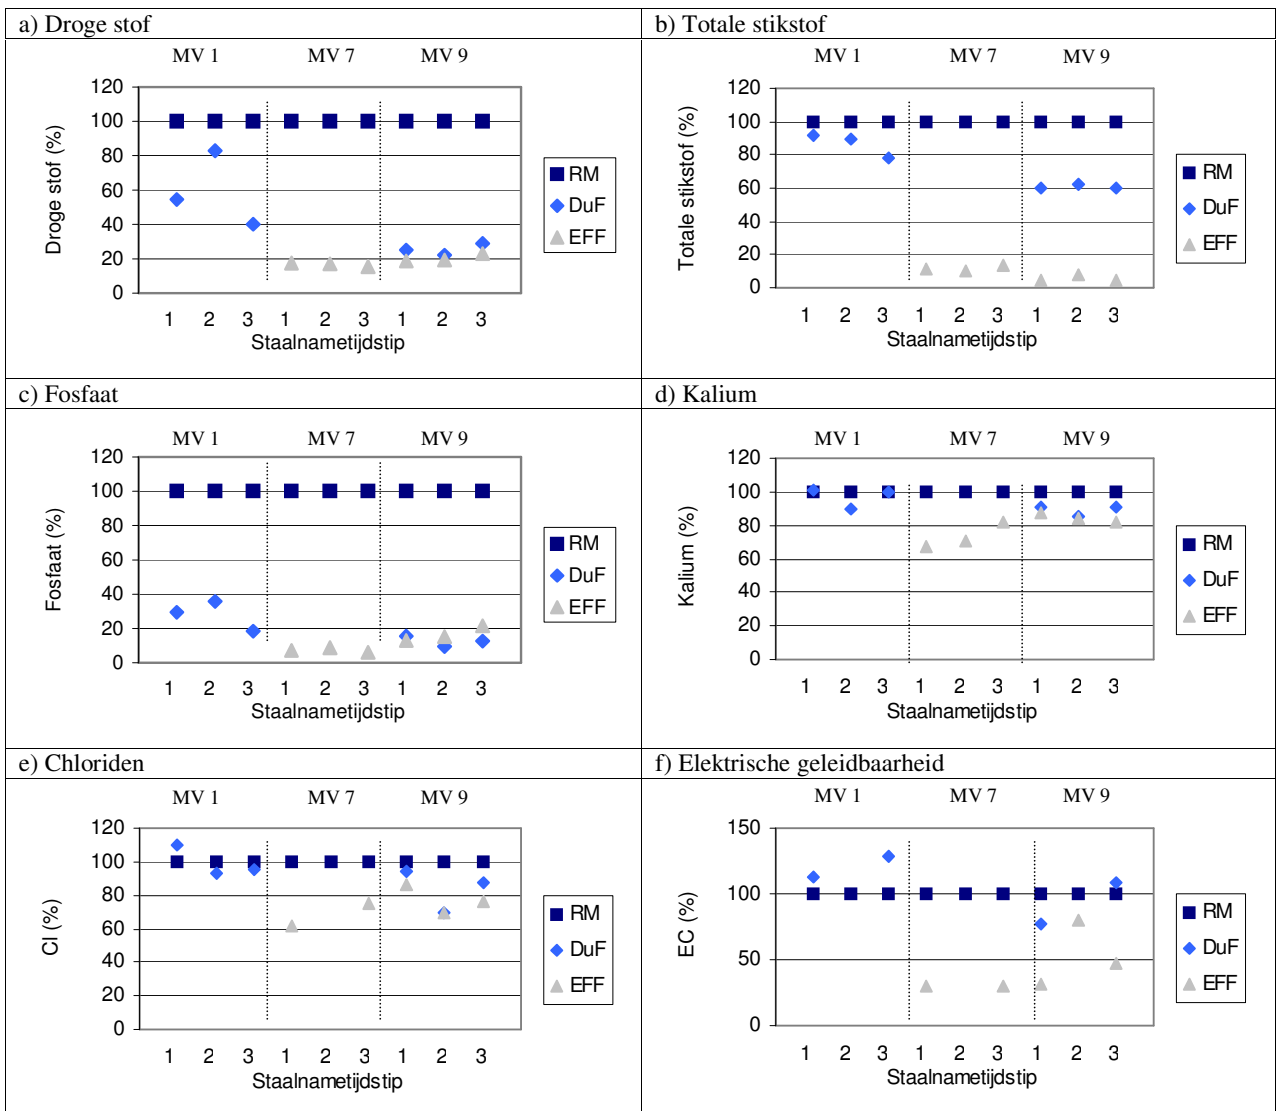 a) Droge stof
MV 1 MV 7 MV 9
Droge stof (%)
120
100
80
60
40
20
0
1 2 3 1 2 3 1 2 3
Staalnametijdstip
RM
DuF
EFF
b) Totale stikstof
MV 1 MV 7 MV 9
Totale stikstof (%)
120
100
80
60
40
20
0
1 2 3 1 2 3 1 2 3
Staalnametijdstip
RM
DuF
EFF
c) Fosfaat
MV 1 MV 7 MV 9
Fosfaat (%)
120
100
80
60
40
20
0
1 2 3 1 2 3 1 2 3
Staalnametijdstip
RM
DuF
EFF
d) Kalium
MV 1 MV 7 MV 9
Kalium (%)
120
100
80
60
40
20
0
1 2 3 1 2 3 1 2 3
Staalnametijdstip
RM
DuF
EFF
e) Chloriden
MV 1 MV 7 MV 9
Cl (%)
120
100
80
60
40
20
0
1 2 3 1 2 3 1 2 3
Staalnametijdstip
RM
DuF
EFF
f) Elektrische geleidbaarheid
MV 1 MV 7 MV 9
EC (%)
150
100
50
0
1 2 3 1 2 3 1 2 3
Staalnametijdstip
RM
DuF
EFF